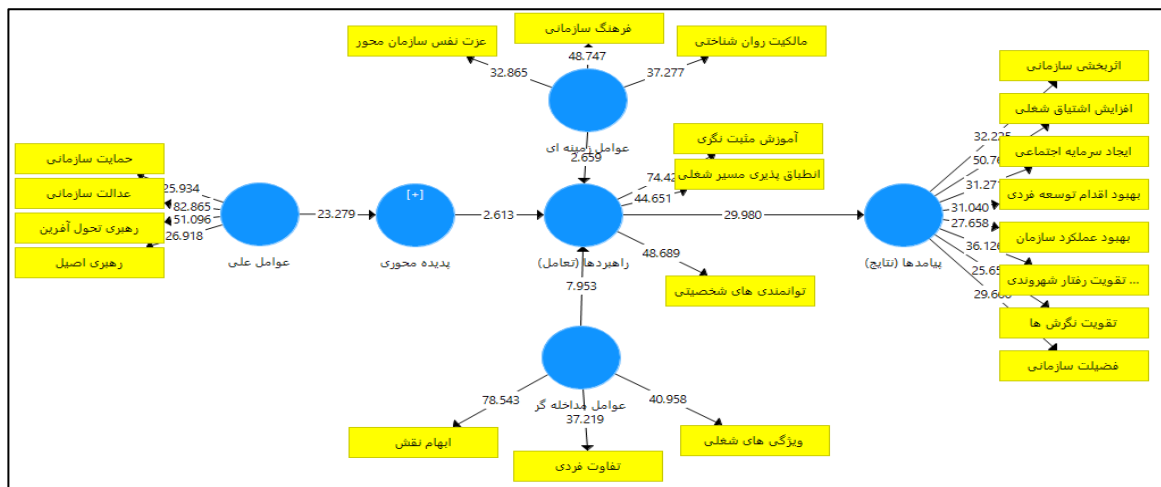 فرهنگ سازمانی
عزت نفس سازمان محور
مالکیت روان شناختی
48.747
32.865
37.277
عوامل زمینه ای
2.659
اثربخشی سازمانی
افزایش اشتیاق شغلی
ایجاد سرمایه اجتماعی
بهبود اقدام توسعه فردی
بهبود عملکرد سازمان
تقویت رفتار شهروندی ...
تقویت نگرش ها
فضیلت سازمانی
32.225
31.040
27.658
36.126
آموزش مثبت نگری
انطباق پذیری مسیر شغلی
44.651
48.689
توانمندی های شخصیتی
حمایت سازمانی
عدالت سازمانی
رهبری تحول آفرین
رهبری اصیل
25.934
82.865
51.096
26.918
عوامل علی
23.279
[+]
پدیده محوری
2.613
راهبردها (تعامل)
29.980
پیامدها (نتایج)
7.953
عوامل مداخله گر
78.543
37.219
40.958
ابهام نقش
تفاوت فردی
ویژگی های شغلی